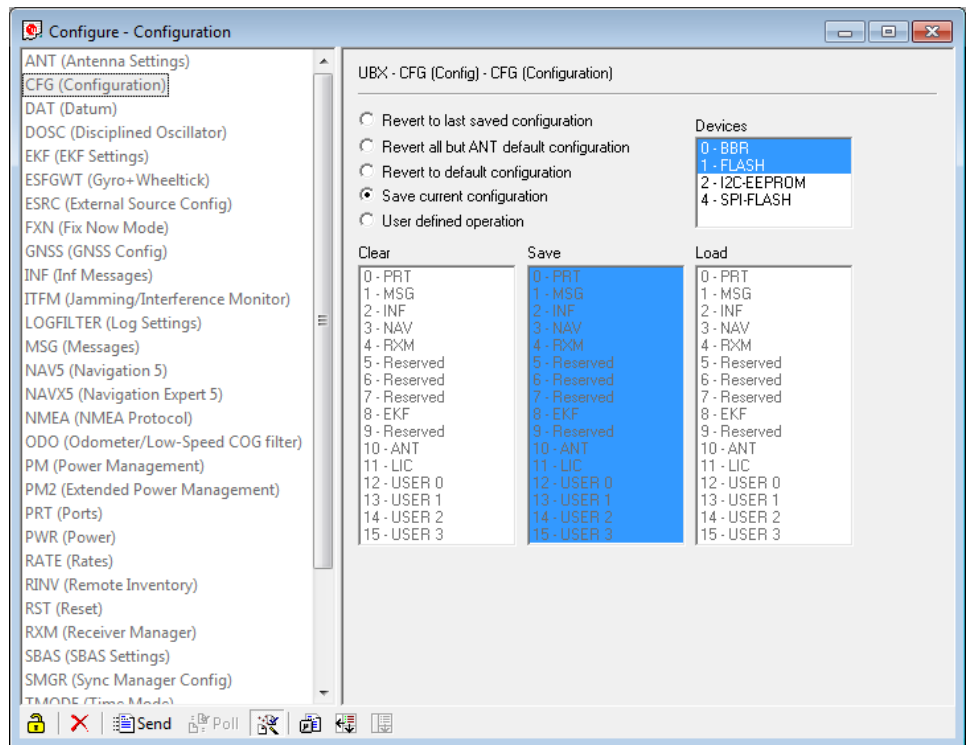 Configure - Configuration
ANT (Antenna Settings)
CFG (Configuration)
DAT (Datum)
DOSC (Disciplined Oscillator)
EKF (EKF Settings)
ESFGWT (Gyro+Wheeltick)
ESRC (External Source Config)
FXN (Fix Now Mode)
GNSS (GNSS Config)
INF (Inf Messages)
ITFM (Jamming/Interference Monitor)
LOGFILTER (Log Settings)
MSG (Messages)
NAV5 (Navigation 5)
NAVX5 (Navigation Expert 5)
NMEA (NMEA Protocol)
ODO (Odometer/Low-Speed COG filter)
PM (Power Management)
PM2 (Extended Power Management)
PRT (Ports)
PWR (Power)
RATE (Rates)
RINV (Remote Inventory)
RST (Reset)
RXM (Receiver Manager)
SBAS (SBAS Settings)
SMGR (Sync Manager Config)
TMODE (Time Mode)
UBX - CFG (Config) - CFG (Configuration)
Revert to last saved configuration
Revert all but ANT default configuration
Revert to default configuration
Save current configuration
User defined operation
Devices
0 - BBR
1 - FLASH
2 - I2C-EEPROM
4 - SPI-FLASH
Clear
0 - PRT
1 - MSG
2 - INF
3 - NAV
4 - RXM
5 - Reserved
6 - Reserved
7 - Reserved
8 - EKF
9 - Reserved
10 - ANT
11 - LIC
12 - USER 0
13 - USER 1
14 - USER 2
15 - USER 3
Save
0 - PRT
1 - MSG
2 - INF
3 - NAV
4 - RXM
5 - Reserved
6 - Reserved
7 - Reserved
8 - EKF
9 - Reserved
10 - ANT
11 - LIC
12 - USER 0
13 - USER 1
14 - USER 2
15 - USER 3
Load
0 - PRT
1 - MSG
2 - INF
3 - NAV
4 - RXM
5 - Reserved
6 - Reserved
7 - Reserved
8 - EKF
9 - Reserved
10 - ANT
11 - LIC
12 - USER 0
13 - USER 1
14 - USER 2
15 - USER 3
Send Poll